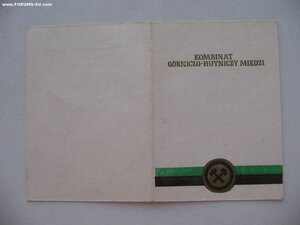 www.FORUMS-SU.com
KOMBINAT
GÓRNICZO-HUTNICZY MIEDZI